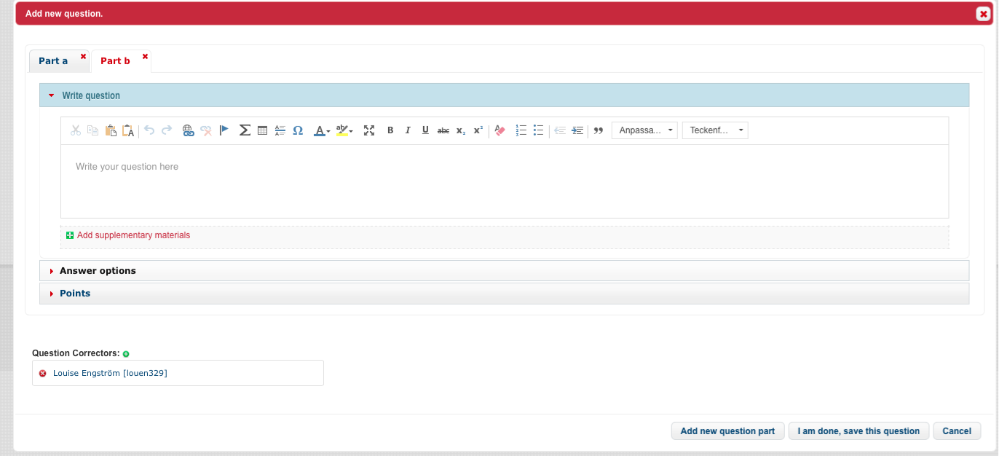 Add new question.
Part a
Part b
Write question
B I U abc x₂ x² Anpassa... Teckenf...
Write your question here
Add supplementary materials
Answer options
Points
Question Correctors:
Louise Engström [louen329]
Add new question part
I am done, save this question
Cancel